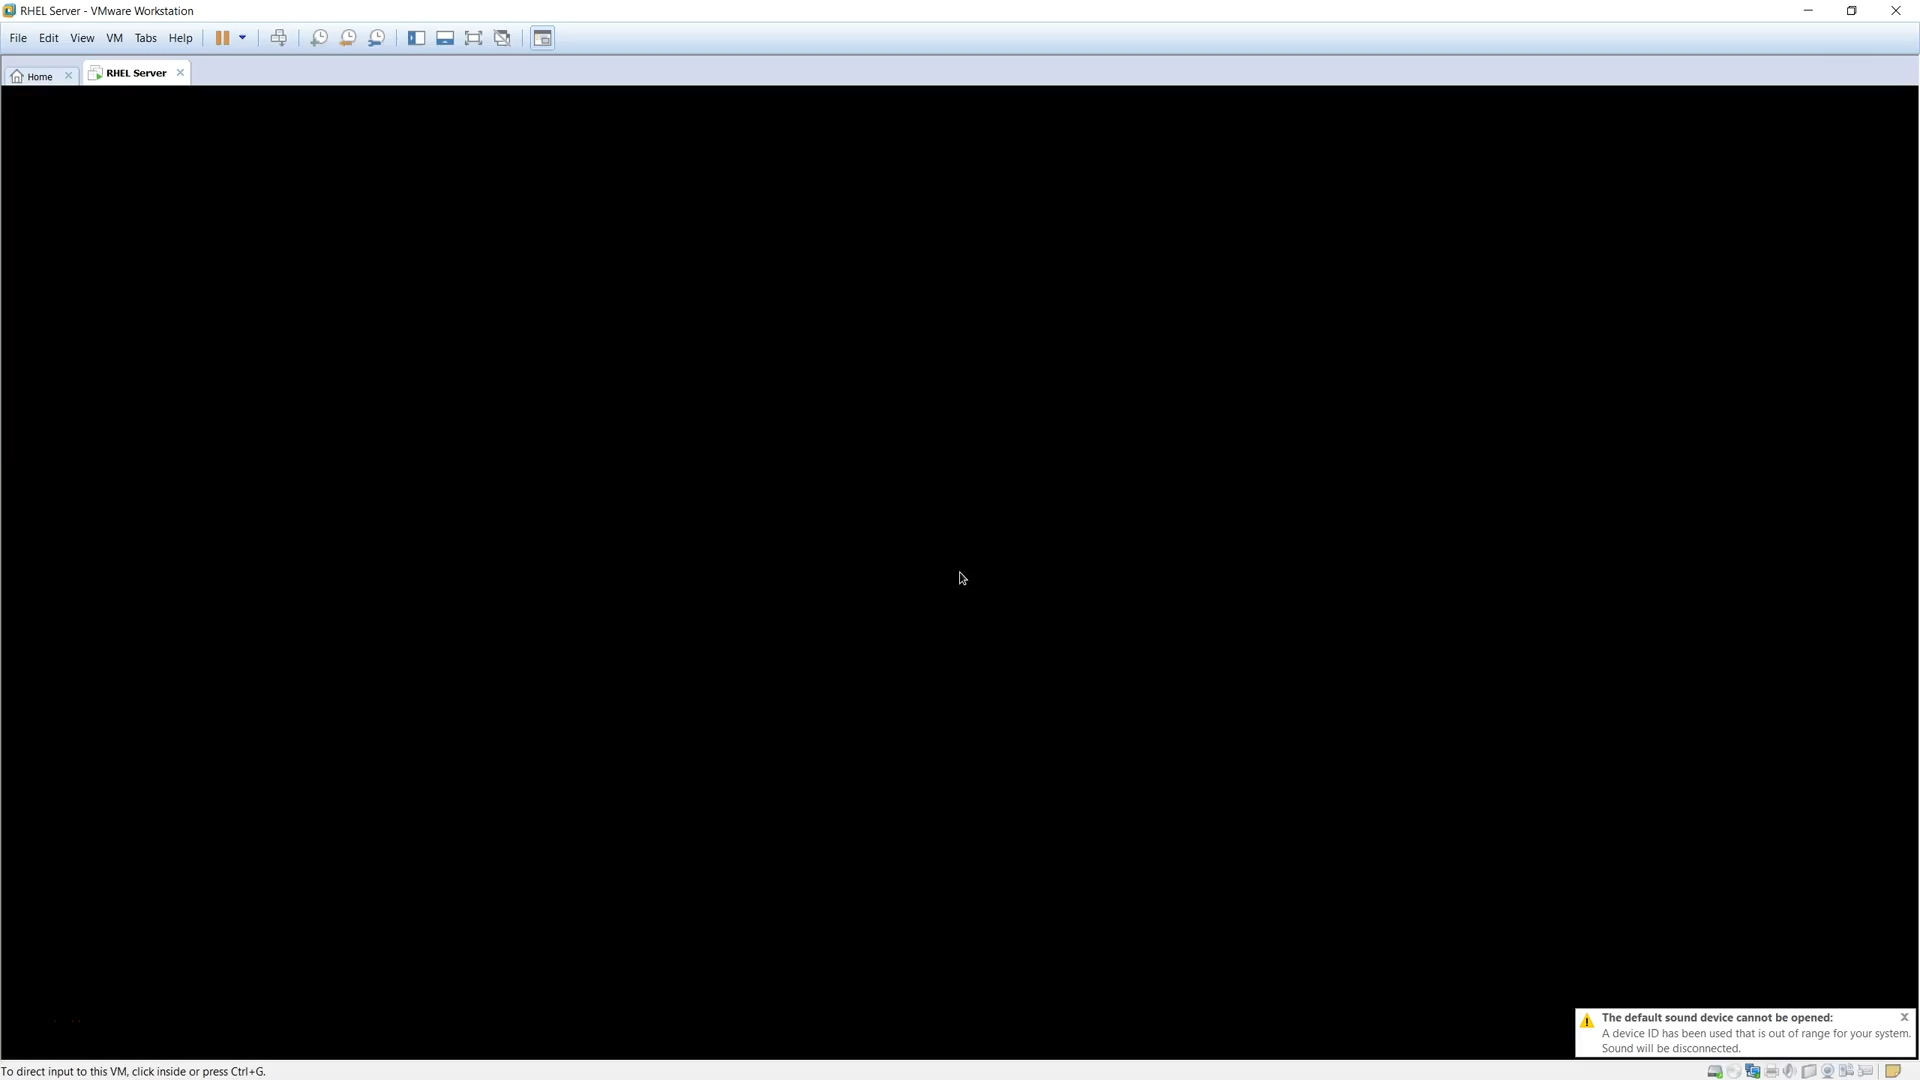 RHEL Server - VMware Workstation
File Edit View VM Tabs Help
Home RHEL Server
The default sound device cannot be opened:
A device ID has been used that is out of range for your system.
Sound will be disconnected.
To direct input to this VM, click inside or press Ctrl+G.